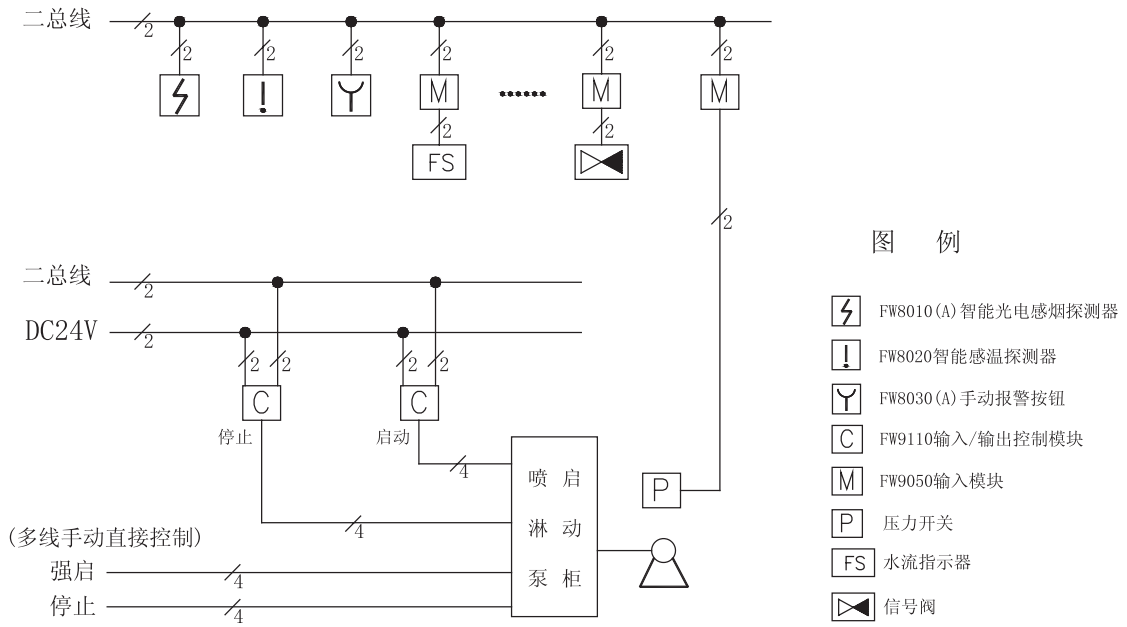 二总线
2
2 2 2 2 2 2
M M M
2 2
FS
2
图 例
二总线
2
DC24V
2
2 2 2 2
C C
停止 启动
4
喷 启
淋 动
泵 柜
P
4
(多线手动直接控制)
强启
4
停止
4
FW8010(A)智能光电感烟探测器
FW8020智能感温探测器
FW8030(A)手动报警按钮
C FW9110输入/输出控制模块
M FW9050输入模块
P 压力开关
FS 水流指示器
信号阀